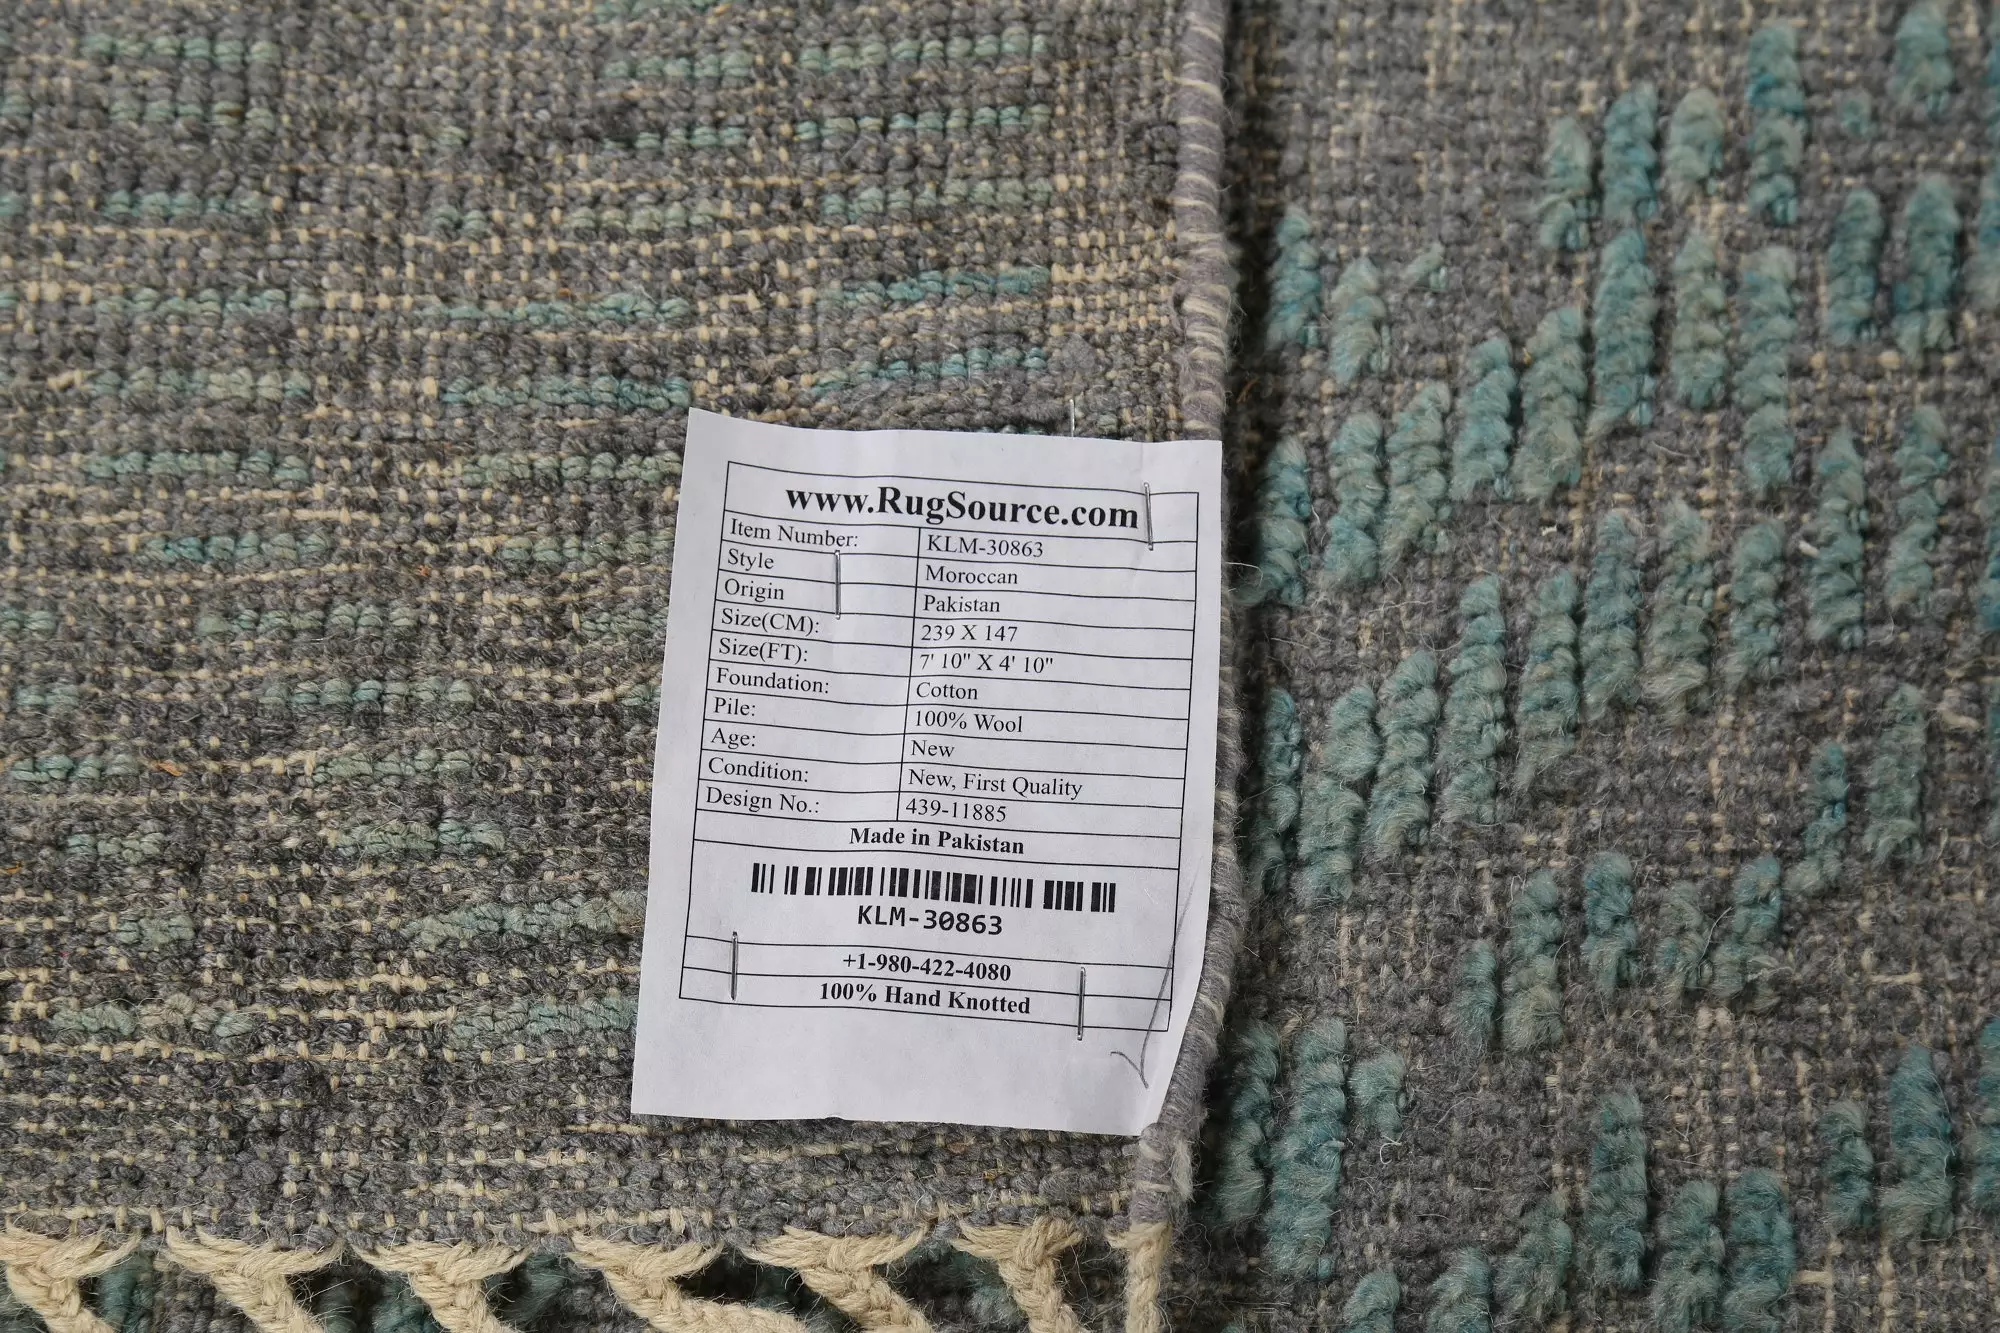 www.RugSource.com
Item Number: KLM-30863
Style Moroccan
Origin Pakistan
Size(CM): 239 X 147
Size(FT): 7' 10" X 4' 10"
Foundation: Cotton
Pile: 100% Wool
Age: New
Condition: New, First Quality
Design No.: 439-11885
Made in Pakistan
KLM-30863
+1-980-422-4080
100% Hand Knotted